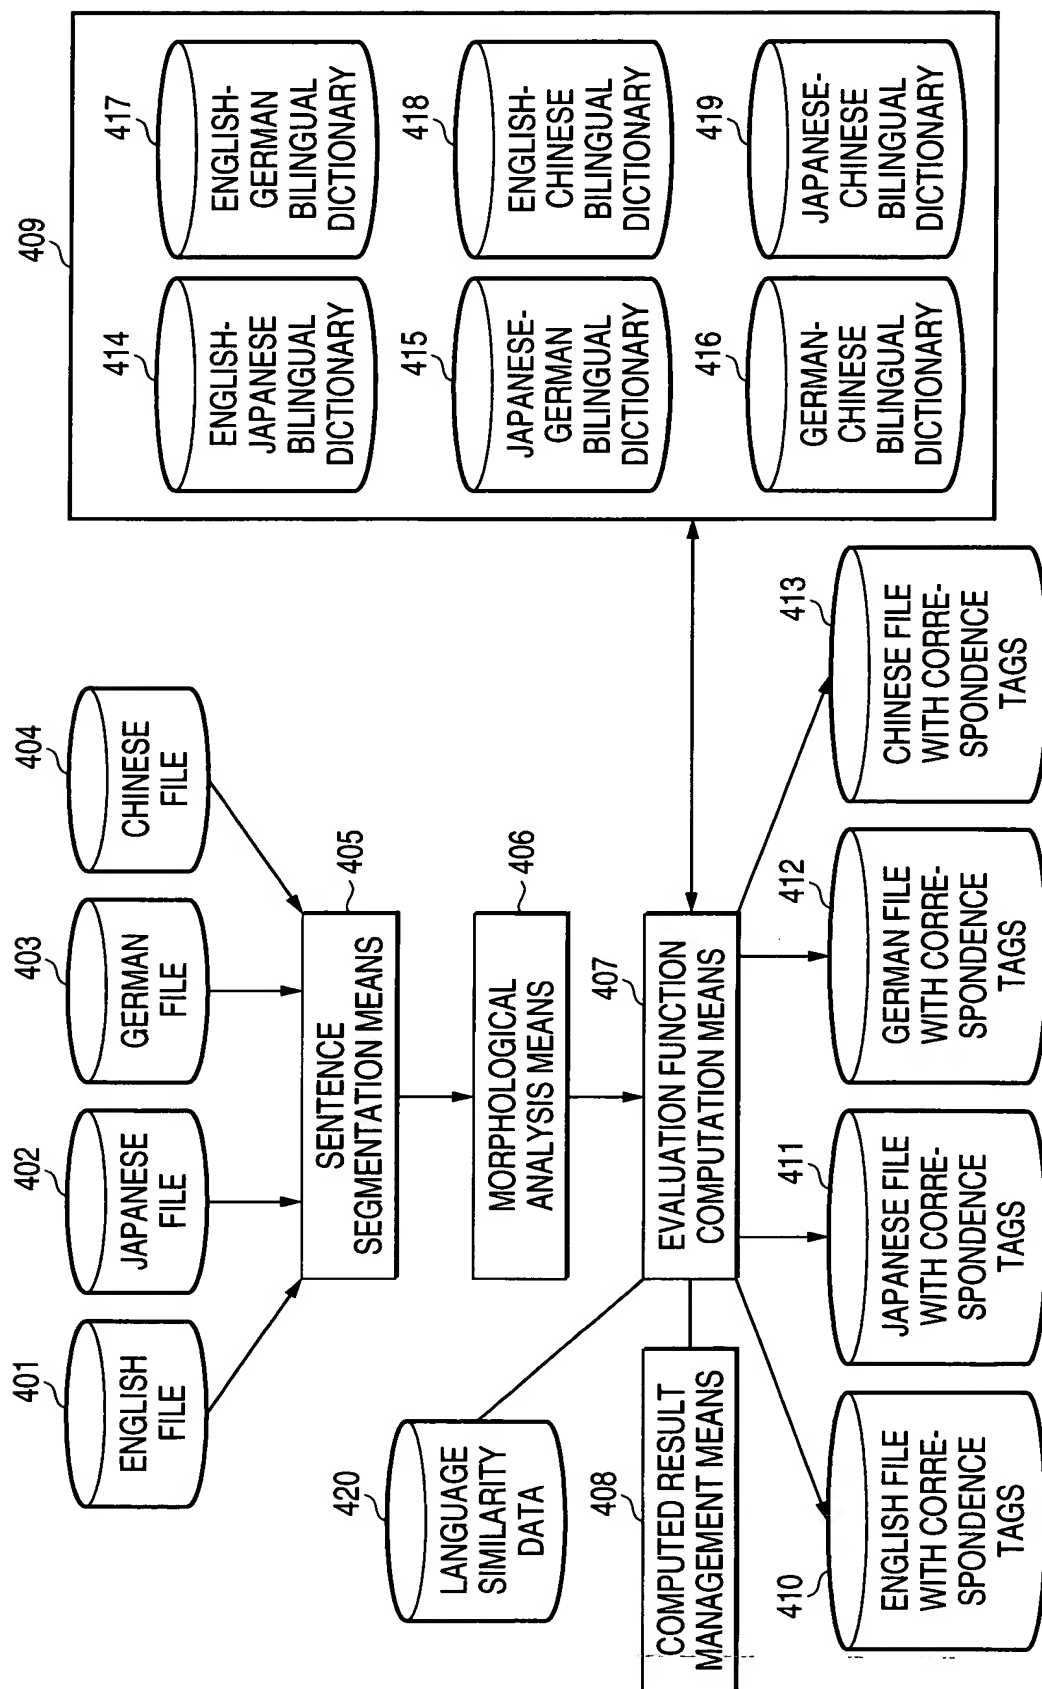 401
ENGLISH
FILE
402
JAPANESE
FILE
403
GERMAN
FILE
404
CHINESE
FILE
405
SENTENCE
SEGMENTATION MEANS
406
MORPHOLOGICAL
ANALYSIS MEANS
407
EVALUATION FUNCTION
COMPUTATION MEANS
420
LANGUAGE
SIMILARITY
DATA
408
COMPUTED RESULT
MANAGEMENT MEANS
410
ENGLISH FILE
WITH CORRE-
SPONDENCE
TAGS
411
JAPANESE FILE
WITH CORRE-
SPONDENCE
TAGS
412
GERMAN FILE
WITH CORRE-
SPONDENCE
TAGS
413
CHINESE FILE
WITH CORRE-
SPONDENCE
TAGS
409
414
ENGLISH-
JAPANESE
BILINGUAL
DICTIONARY
417
ENGLISH-
GERMAN
BILINGUAL
DICTIONARY
415
JAPANESE-
GERMAN
BILINGUAL
DICTIONARY
418
ENGLISH-
CHINESE
BILINGUAL
DICTIONARY
416
GERMAN-
CHINESE
BILINGUAL
DICTIONARY
419
JAPANESE-
CHINESE
BILINGUAL
DICTIONARY